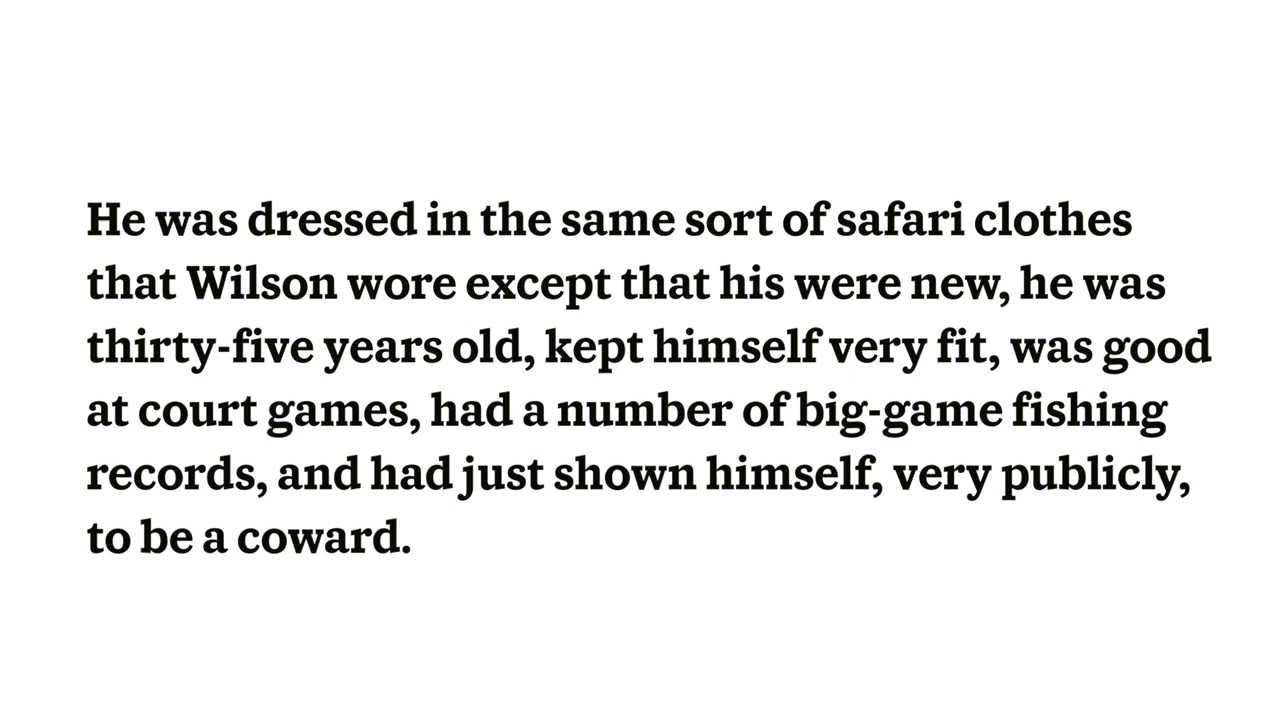 He was dressed in the same sort of safari clothes
that Wilson wore except that his were new, he was
thirty-five years old, kept himself very fit, was good
at court games, had a number of big-game fishing
records, and had just shown himself, very publicly,
to be a coward.